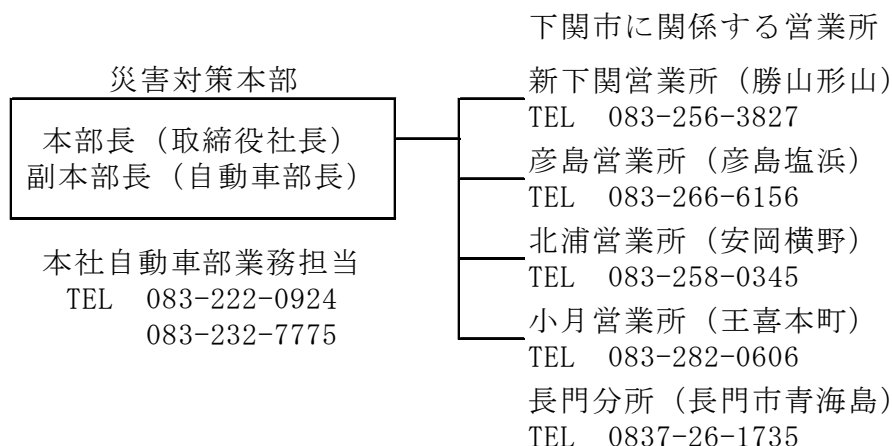 下関市に関係する営業所
災害対策本部
本部長（取締役社長）
副本部長（自動車部長）
本社自動車部業務担当
TEL　083-222-0924
083-232-7775
新下関営業所（勝山形山）
TEL　083-256-3827
彦島営業所（彦島塩浜）
TEL　083-266-6156
北浦営業所（安岡横野）
TEL　083-258-0345
小月営業所（王喜本町）
TEL　083-282-0606
長門分所（長門市青海島）
TEL　0837-26-1735